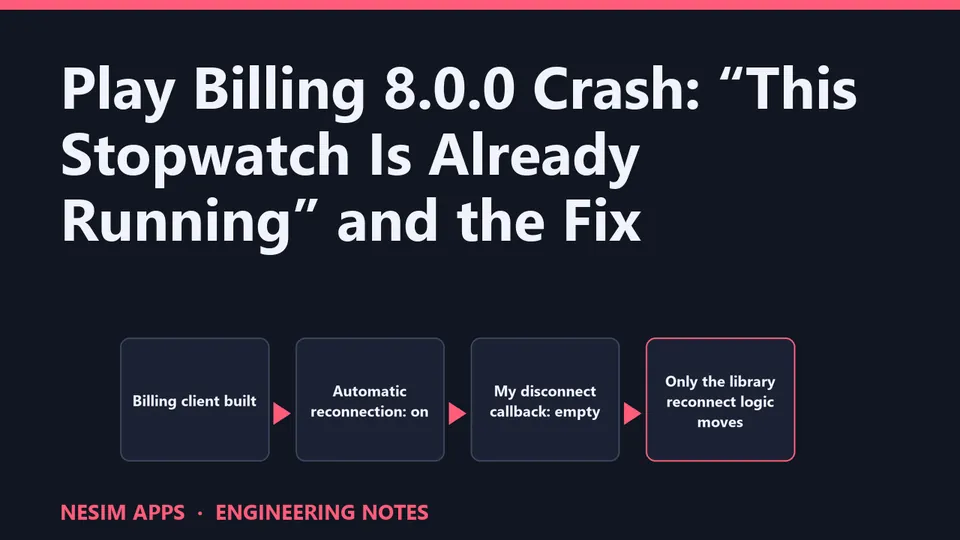 Play Billing 8.0.0 Crash: “This
Stopwatch Is Already
Running” and the Fix
Billing client built
Automatic
reconnection: on
My disconnect
callback: empty
Only the library
reconnect logic
moves
NESIM APPS · ENGINEERING NOTES